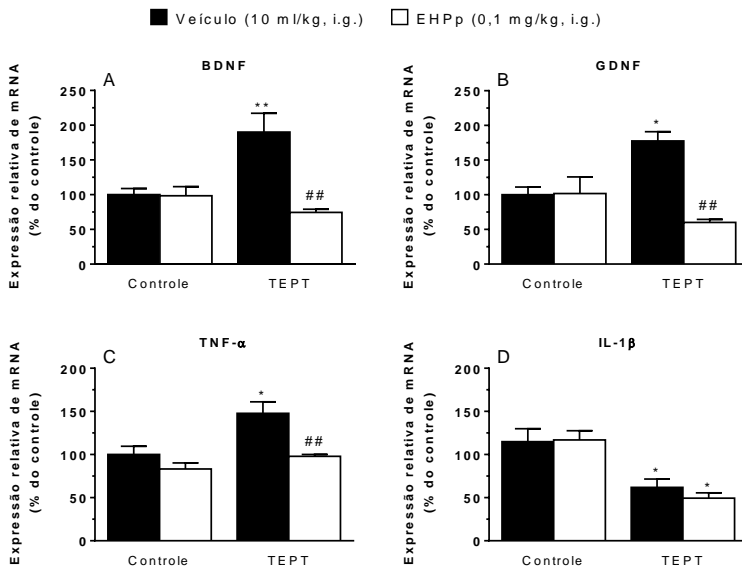 Veículo (10 ml/kg, i.g.) EHPp (0,1 mg/kg, i.g.)
A
BDNF
Expressão relativa de mRNA
(% do controle)
250
200
150
100
50
0
**
##
Controle TEPT
B
GDNF
Expressão relativa de mRNA
(% do controle)
250
200
150
100
50
0
*
##
Controle TEPT
C
TNF-α
Expressão relativa de mRNA
(% do controle)
200
150
100
50
0
*
##
Controle TEPT
D
IL-1β
Expressão relativa de mRNA
(% do controle)
200
150
100
50
0
*
*
Controle TEPT